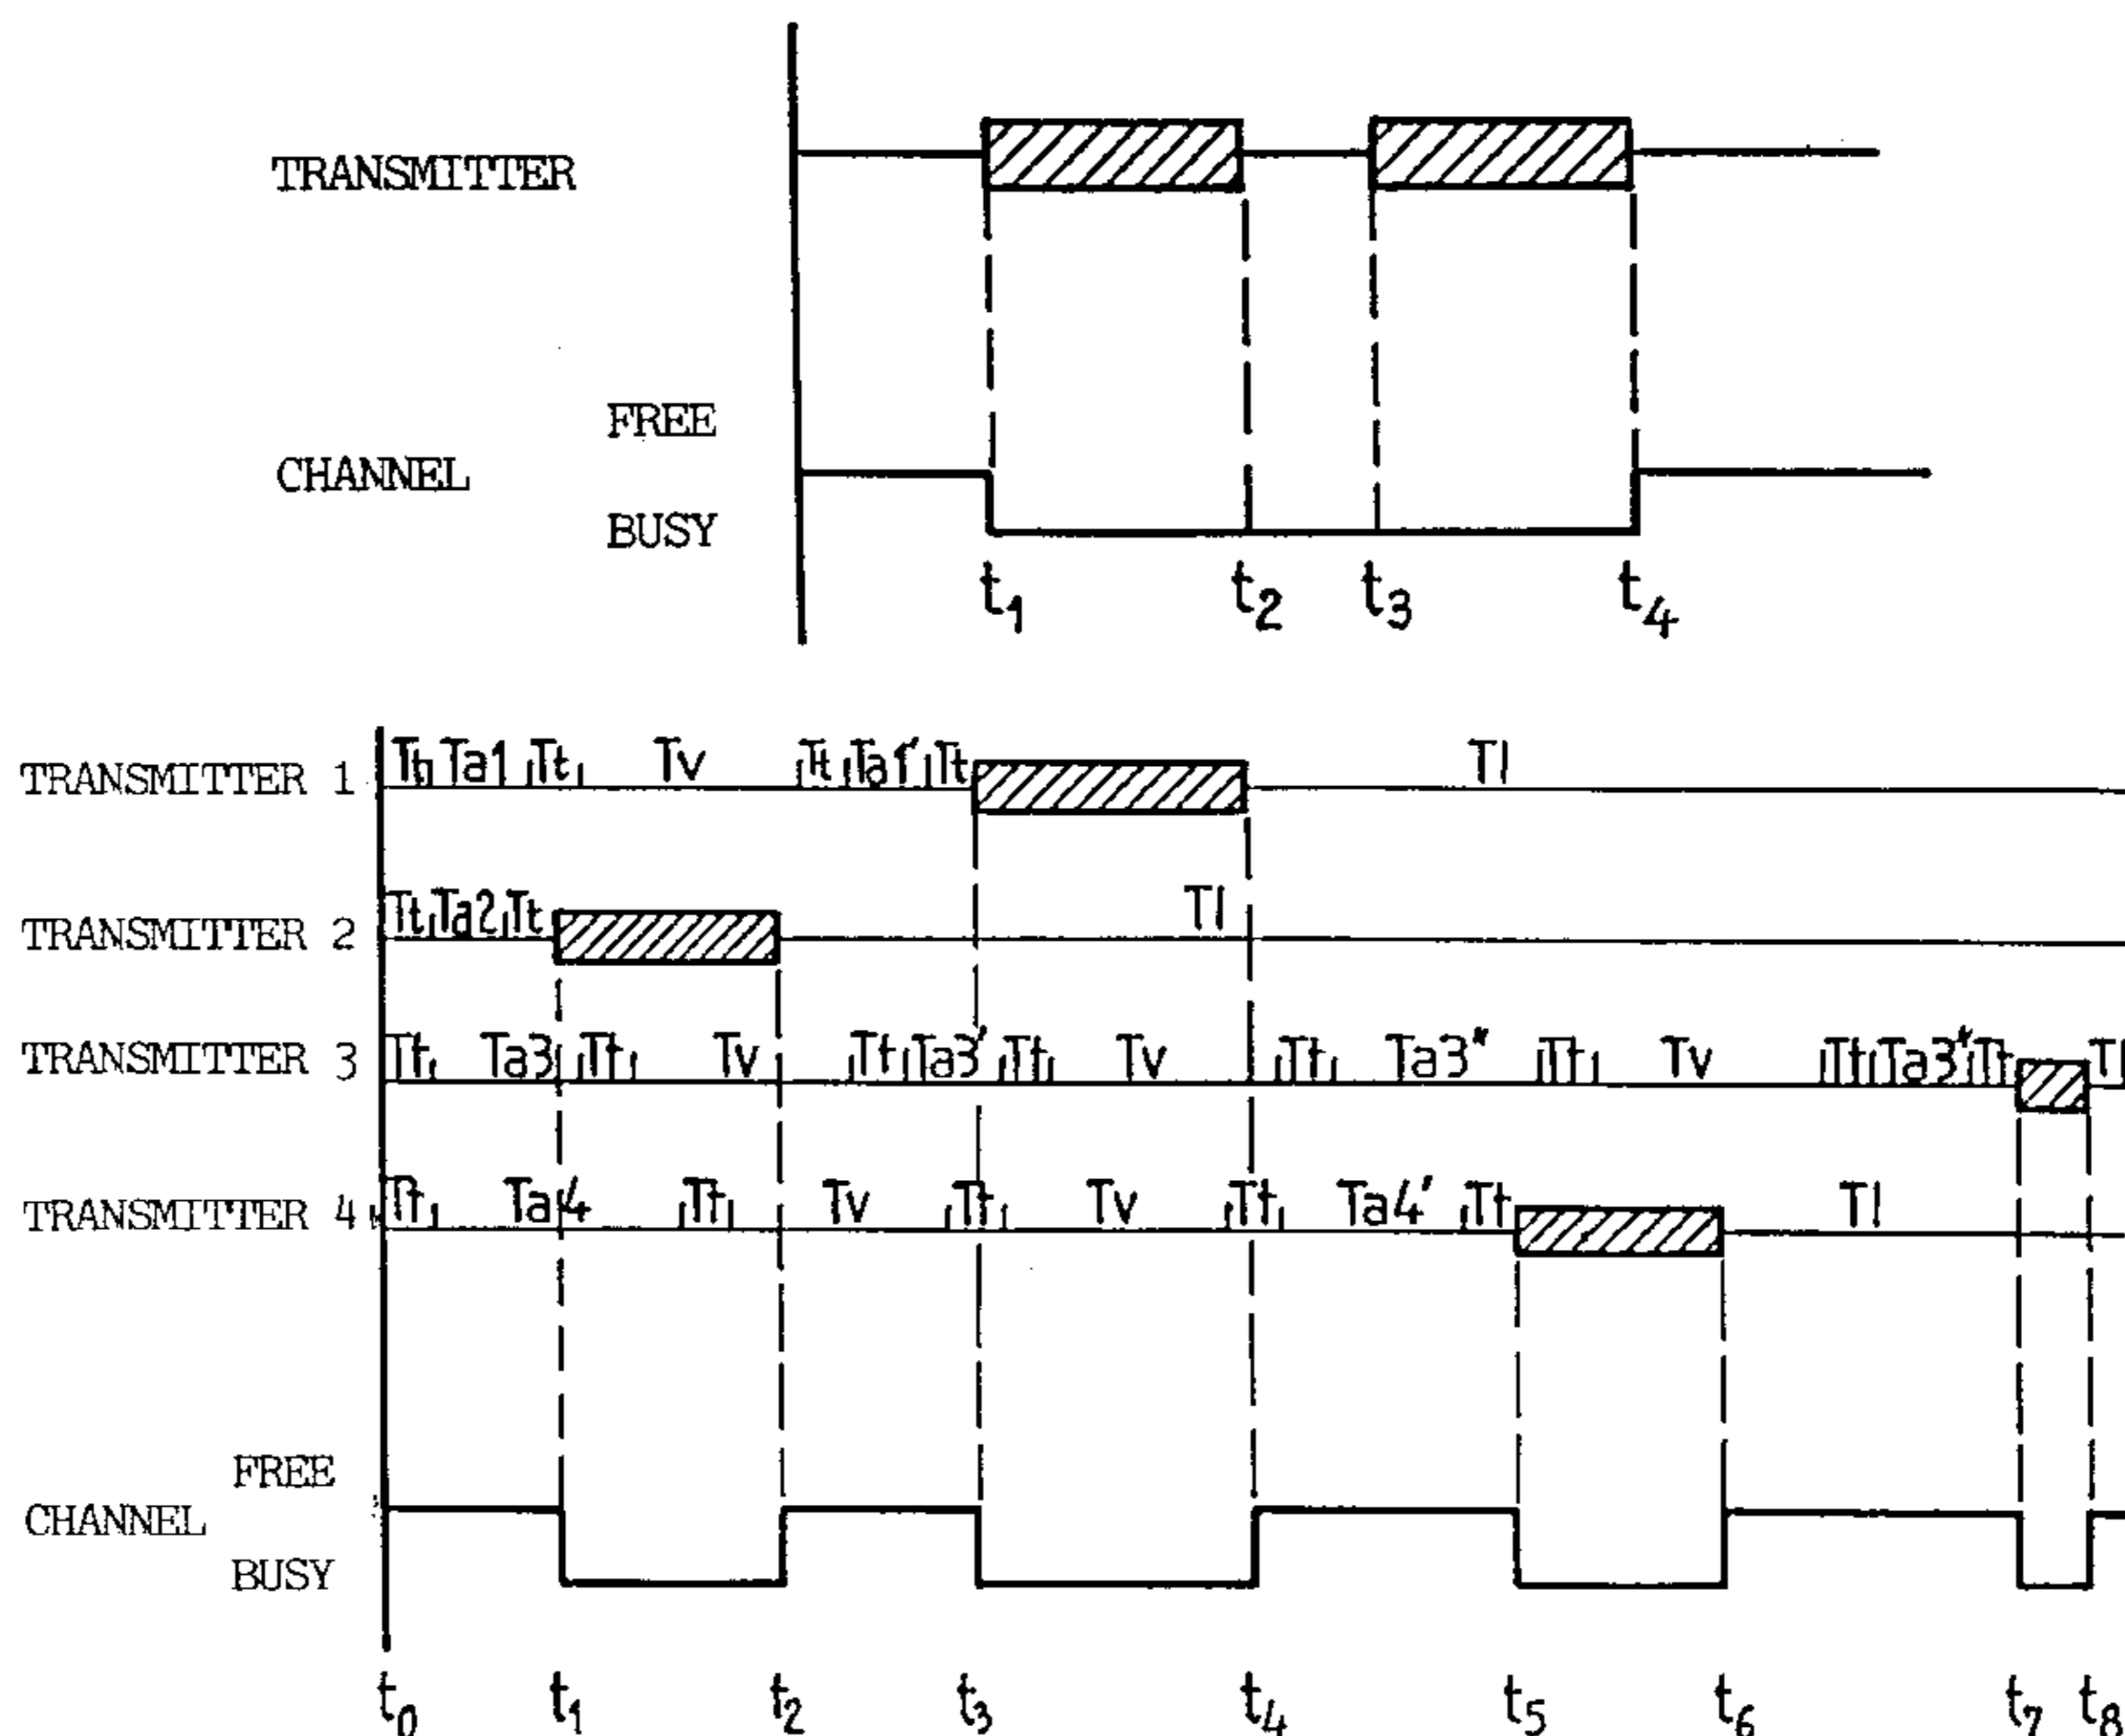 TRANSMITTER
FREE
CHANNEL
BUSY
t1 t2 t3 t4
TRANSMITTER 1 Tt Ta1 Tt Tv Tt Ta1' Tt Tl
TRANSMITTER 2 Tt Ta2 Tt Tl
TRANSMITTER 3 Tt Ta3 Tt Tv Tt Ta3' Tt Tv Tt Ta3" Tt Tv Tt Ta3" Tt Tl
TRANSMITTER 4 Tt Ta4 Tt Tv Tt Tv Tt Ta4' Tt Tl
FREE
CHANNEL
BUSY
t0 t1 t2 t3 t4 t5 t6 t7 t8